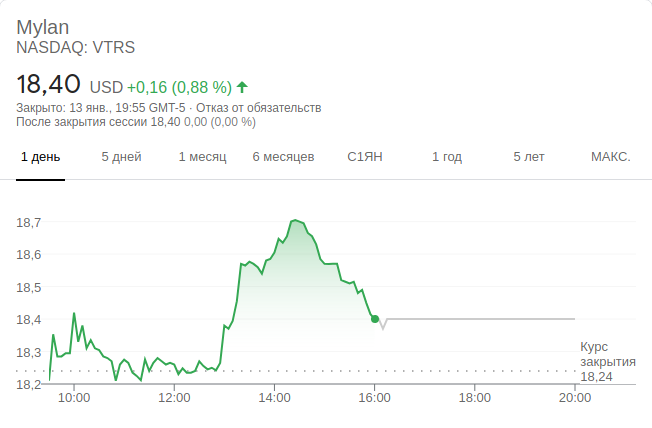 Mylan
NASDAQ: VTRS
18,40 USD +0,16 (0,88 %)
Закрыто: 13 янв., 19:55 GMT-5 · Отказ от обязательств
После закрытия сессии 18,40 0,00 (0,00 %)
1 день 5 дней 1 месяц 6 месяцев С1ЯН 1 год 5 лет МАКС.
18,7
18,6
18,5
18,4
18,3
18,2
Курс
закрытия
18,24
10:00 12:00 14:00 16:00 18:00 20:00